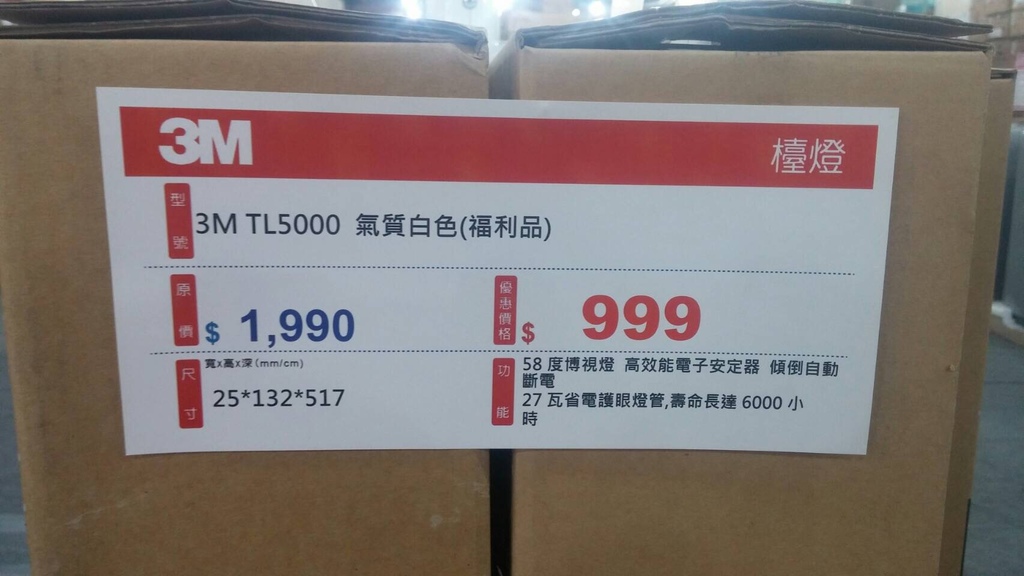 3M
檯燈
型號
3M TL5000 氣質白色(福利品)
原價
$ 1,990
優惠價格
$ 999
尺寸
寬x高x深(mm/cm)
25*132*517
功能
58 度博視燈 高效能電子安定器 傾倒自動
斷電
27 瓦省電護眼燈管,壽命長達 6000 小
時